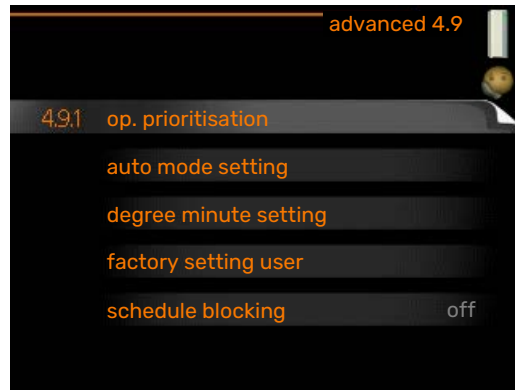 advanced 4.9
4.9.1 op. prioritisation
auto mode setting
degree minute setting
factory setting user
schedule blocking off